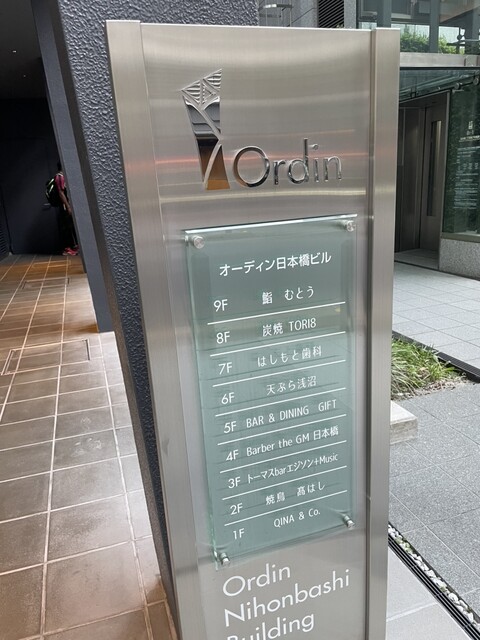 Ordin
オーディン日本橋ビル
9F 鮨 むとう
8F 炭焼 TORI8
7F はしもと歯科
6F 天ぷら浅沼
5F BAR & DINING GIFT
4F Barber the GM 日本橋
3F トーマスbarエジソン+Music
2F 焼鳥 髙はし
1F QINA & Co.
Ordin
Nihonbashi
Building